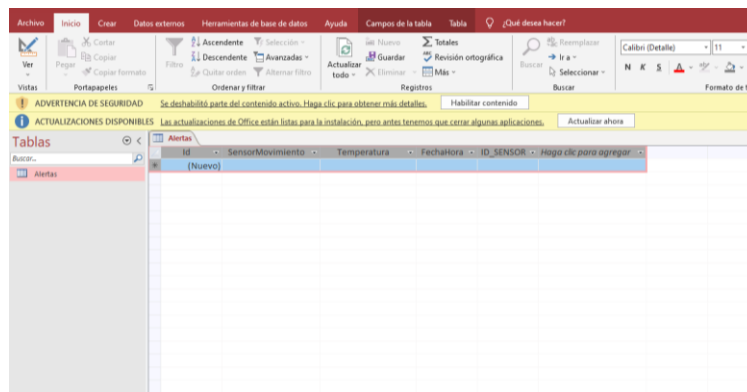 Archivo Inicio Crear Datos externos Herramientas de base de datos Ayuda Campos de la tabla Tabla ¿Qué desea hacer?
Ver
Vistas
Pegar
Cortar
Copiar
Copiar formato
Portapapeles
Filtro
Ascendente
Descendente
Quitar orden
Selección
Avanzadas
Alternar filtro
Ordenar y filtrar
Actualizar
todo
Nuevo
Guardar
Eliminar
Totales
Revisión ortográfica
Más
Registros
Buscar
Reemplazar
Ir a
Seleccionar
Buscar
Calibri (Detalle) 11
N K S A
Formato de t
ADVERTENCIA DE SEGURIDAD Se deshabilitó parte del contenido activo. Haga clic para obtener más detalles. Habilitar contenido
ACTUALIZACIONES DISPONIBLES Las actualizaciones de Office están listas para la instalación, pero antes tenemos que cerrar algunas aplicaciones. Actualizar ahora
Tablas
Buscar...
Alertas
Alertas
Id SensorMovimiento Temperatura FechaHora ID_SENSOR Haga clic para agregar
(Nuevo)